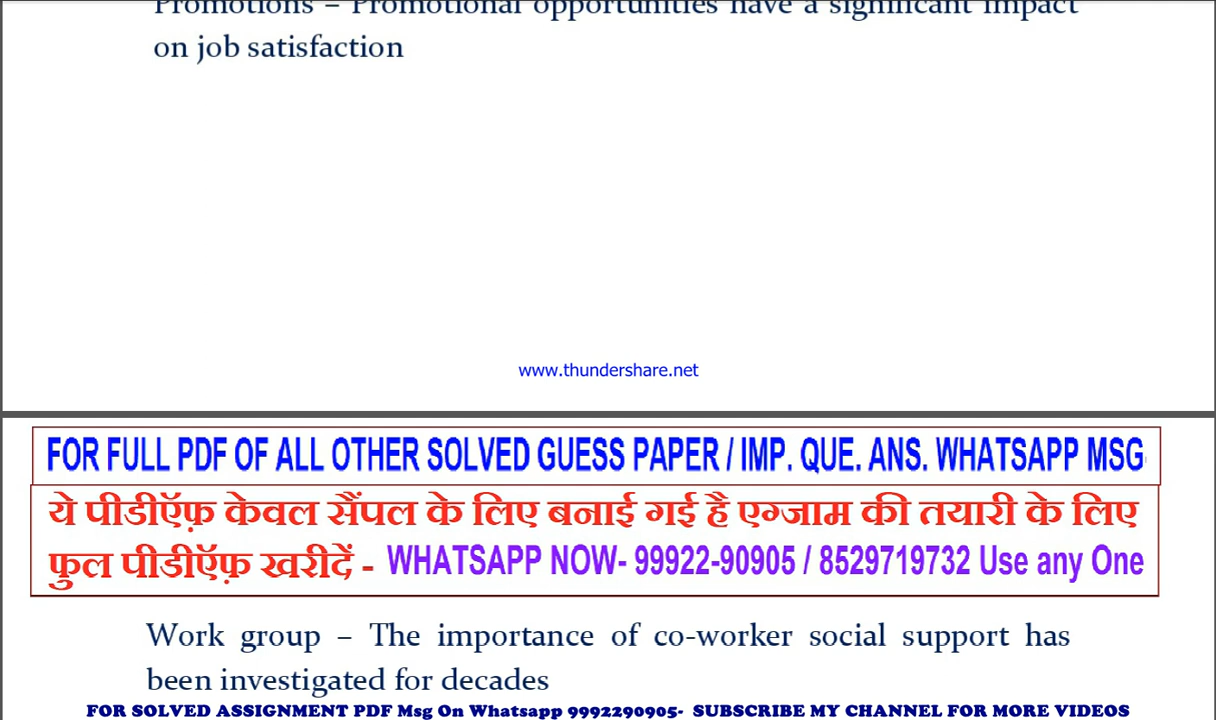 Promotions – Promotional opportunities have a significant impact
on job satisfaction
www.thundershare.net
FOR FULL PDF OF ALL OTHER SOLVED GUESS PAPER / IMP. QUE. ANS. WHATSAPP MSG
ये पीडीऍफ़ केवल सैंपल के लिए बनाई गई है एग्जाम की तयारी के लिए
फुल पीडीऍफ़ खरीदें - WHATSAPP NOW- 99922-90905 / 8529719732 Use any One
Work group – The importance of co-worker social support has
been investigated for decades
FOR SOLVED ASSIGNMENT PDF Msg On Whatsapp 9992290905- SUBSCRIBE MY CHANNEL FOR MORE VIDEOS